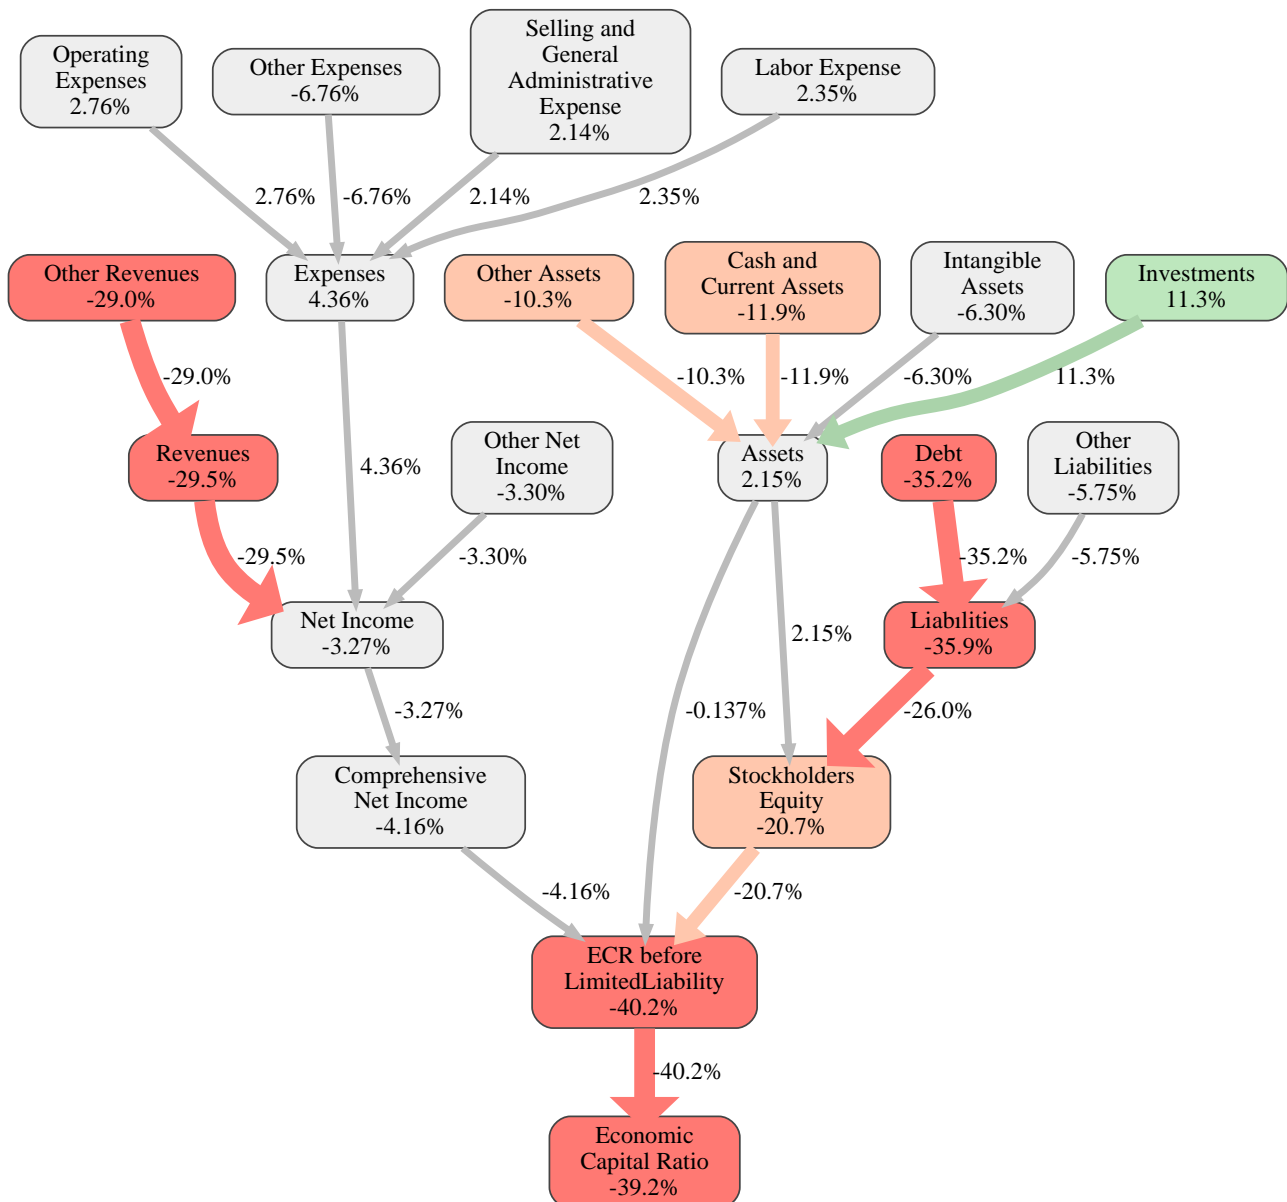 Operating
Expenses
2.76%
Other Expenses
-6.76%
Selling and
General
Administrative
Expense
2.14%
Labor Expense
2.35%
2.76%
-6.76%
2.14%
2.35%
Other Revenues
-29.0%
Expenses
4.36%
Other Assets
-10.3%
Cash and
Current Assets
-11.9%
Intangible
Assets
-6.30%
Investments
11.3%
-29.0%
-10.3%
-11.9%
-6.30%
11.3%
Revenues
-29.5%
4.36%
Other Net
Income
-3.30%
Assets
2.15%
Debt
-35.2%
Other
Liabilities
-5.75%
-29.5%
-3.30%
-35.2%
-5.75%
Net Income
-3.27%
2.15%
Liabilities
-35.9%
-3.27%
-0.137%
-26.0%
Comprehensive
Net Income
-4.16%
Stockholders
Equity
-20.7%
-4.16%
-20.7%
ECR before
LimitedLiability
-40.2%
-40.2%
Economic
Capital Ratio
-39.2%